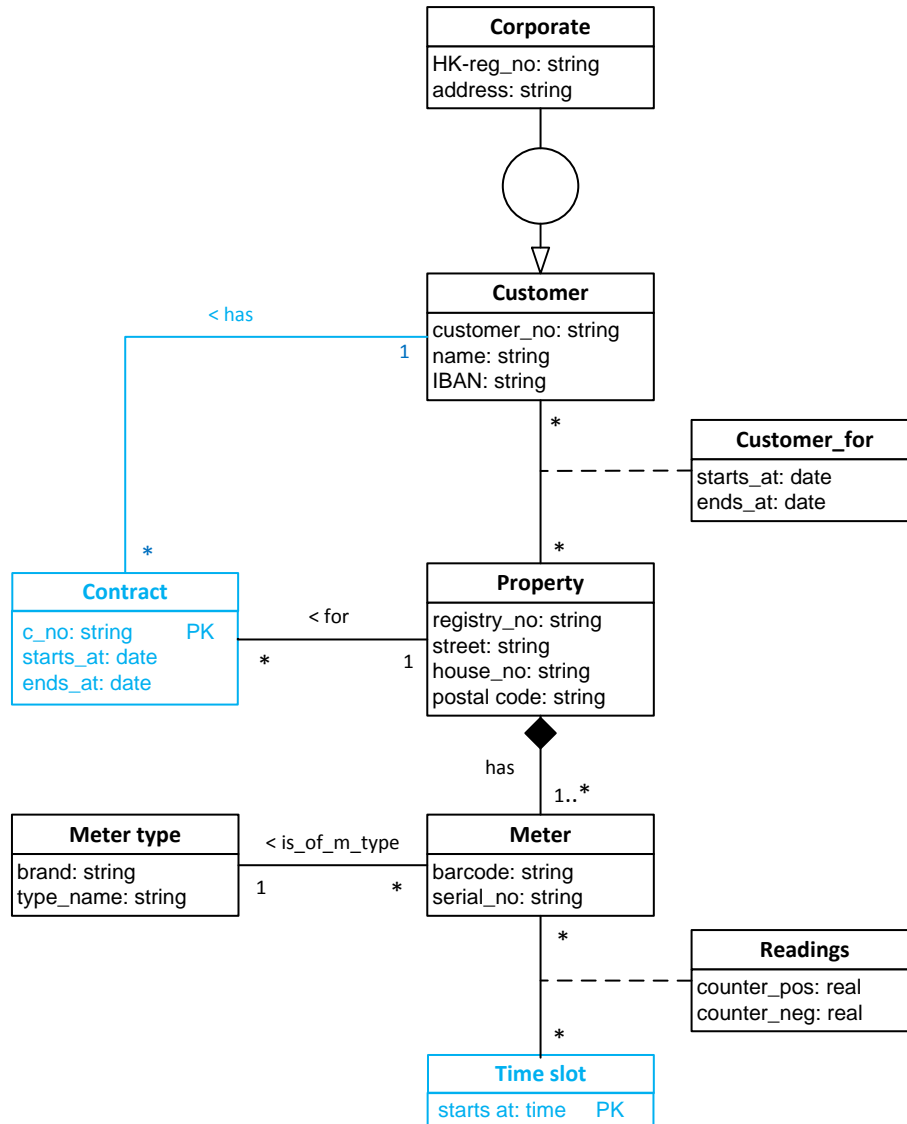 Corporate
HK-reg_no: string
address: string
Customer
customer_no: string
name: string
IBAN: string
< has
1
*
*
Customer_for
starts_at: date
ends_at: date
*
Contract
c_no: string PK
starts_at: date
ends_at: date
< for
*
1
Property
registry_no: string
street: string
house_no: string
postal code: string
has
1..*
Meter type
brand: string
type_name: string
< is_of_m_type
1
*
Meter
barcode: string
serial_no: string
*
Readings
counter_pos: real
counter_neg: real
*
Time slot
starts at: time PK